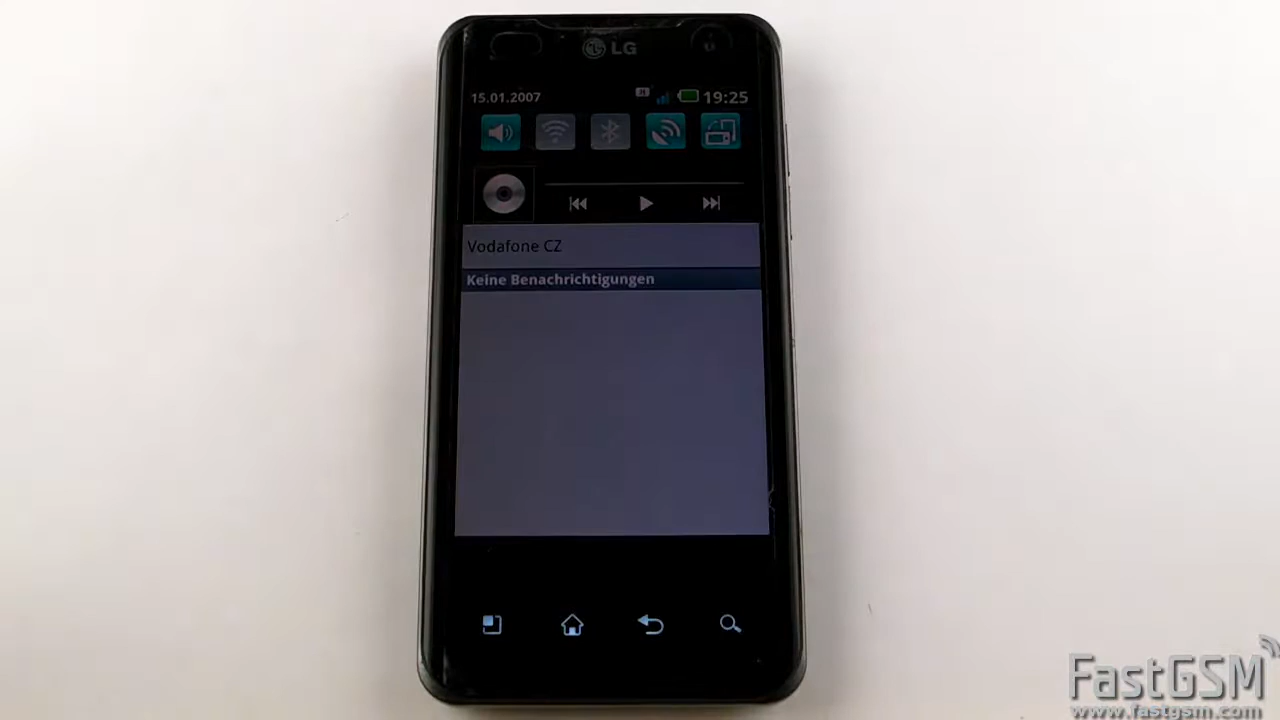 LG
15.01.2007 19:25
Vodafone CZ
Keine Benachrichtigungen
FastGSM
www.fastgsm.com